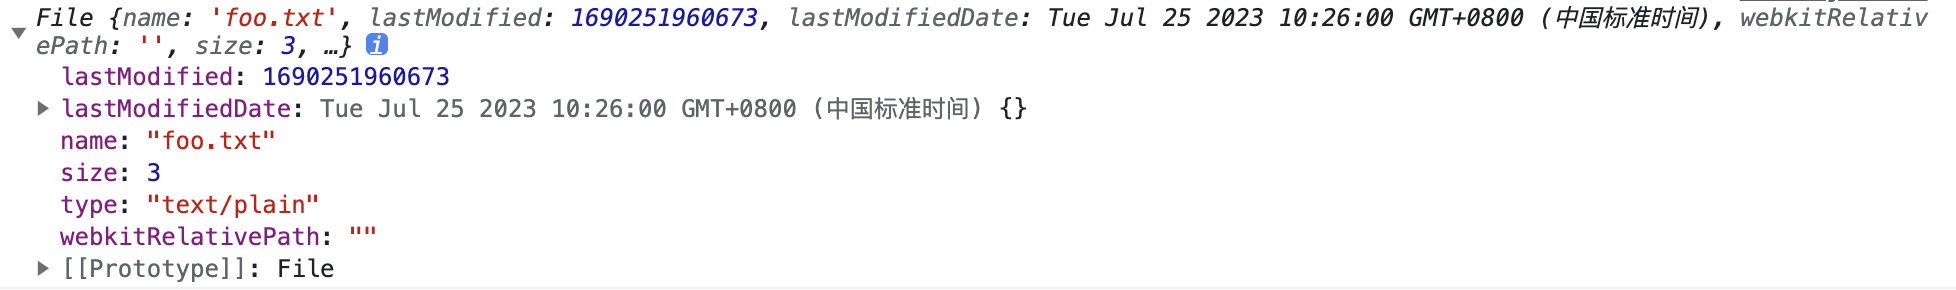 File {name: 'foo.txt', lastModified: 1690251960673, lastModifiedDate: Tue Jul 25 2023 10:26:00 GMT+0800 (中国标准时间), webkitRelativ
ePath: '', size: 3, …} i
lastModified: 1690251960673
lastModifiedDate: Tue Jul 25 2023 10:26:00 GMT+0800 (中国标准时间) {}
name: "foo.txt"
size: 3
type: "text/plain"
webkitRelativePath: ""
[[Prototype]]: File